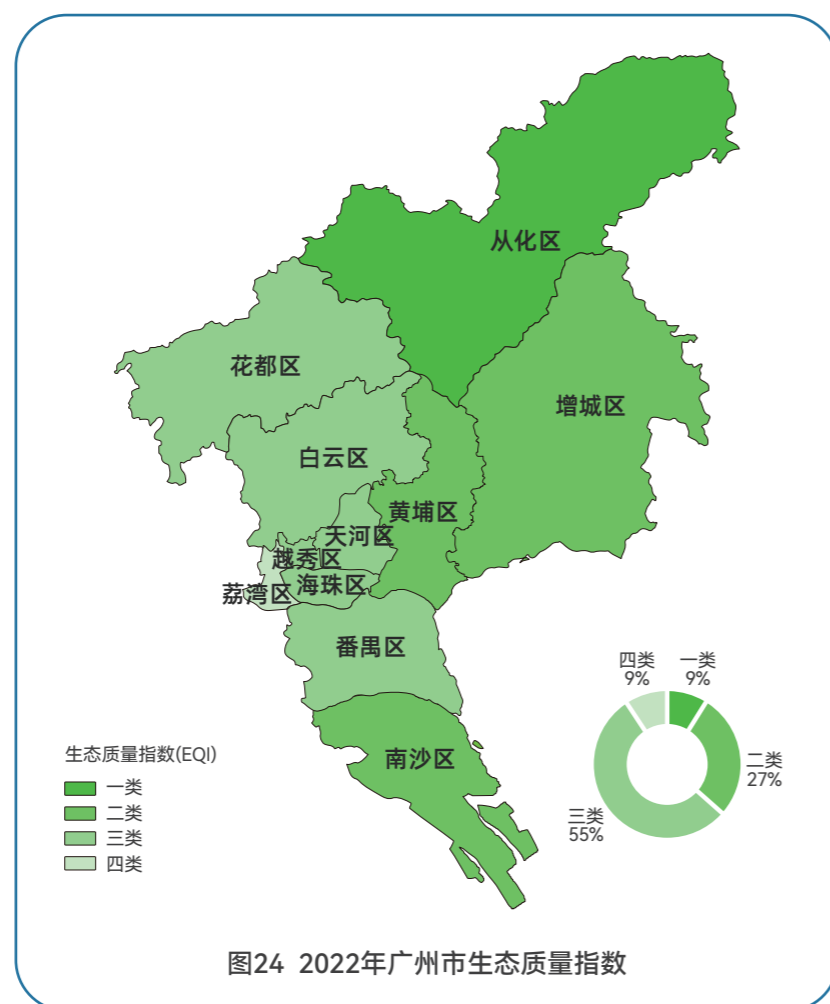 从化区
花都区
增城区
白云区
黄埔区
天河区
越秀区
海珠区
荔湾区
番禺区
南沙区
四类
9%
一类
9%
二类
27%
三类
55%
生态质量指数(EQI)
一类
二类
三类
四类
图24 2022年广州市生态质量指数